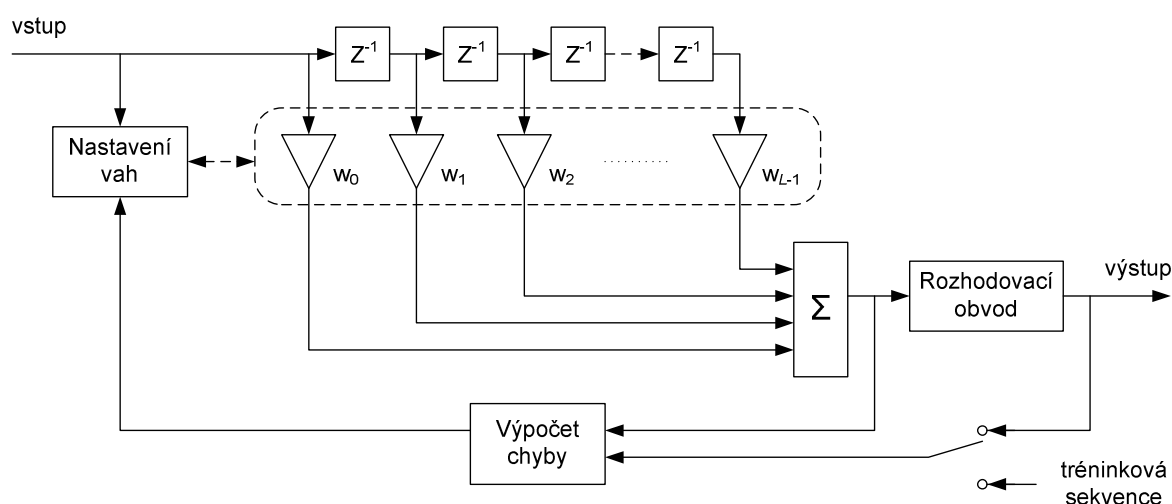 vstup
Z-1
Z-1
Z-1
Z-1
Nastavení
vah
w0
w1
w2
..........
wL-1
Σ
Rozhodovací
obvod
výstup
Výpočet
chyby
tréninková
sekvence